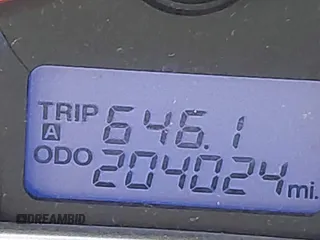 TRIP 646.1
A
ODO 204024 mi.
DREAMBID